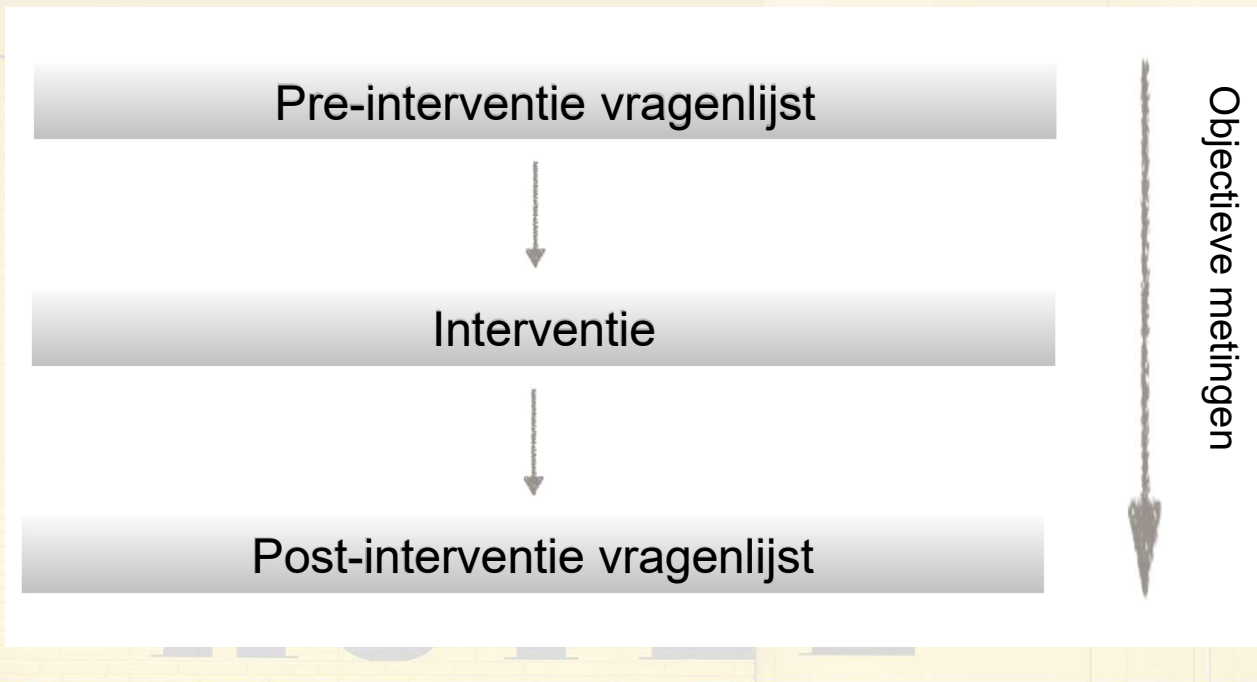 Pre-interventie vragenlijst
Interventie
Post-interventie vragenlijst
Objectieve metingen